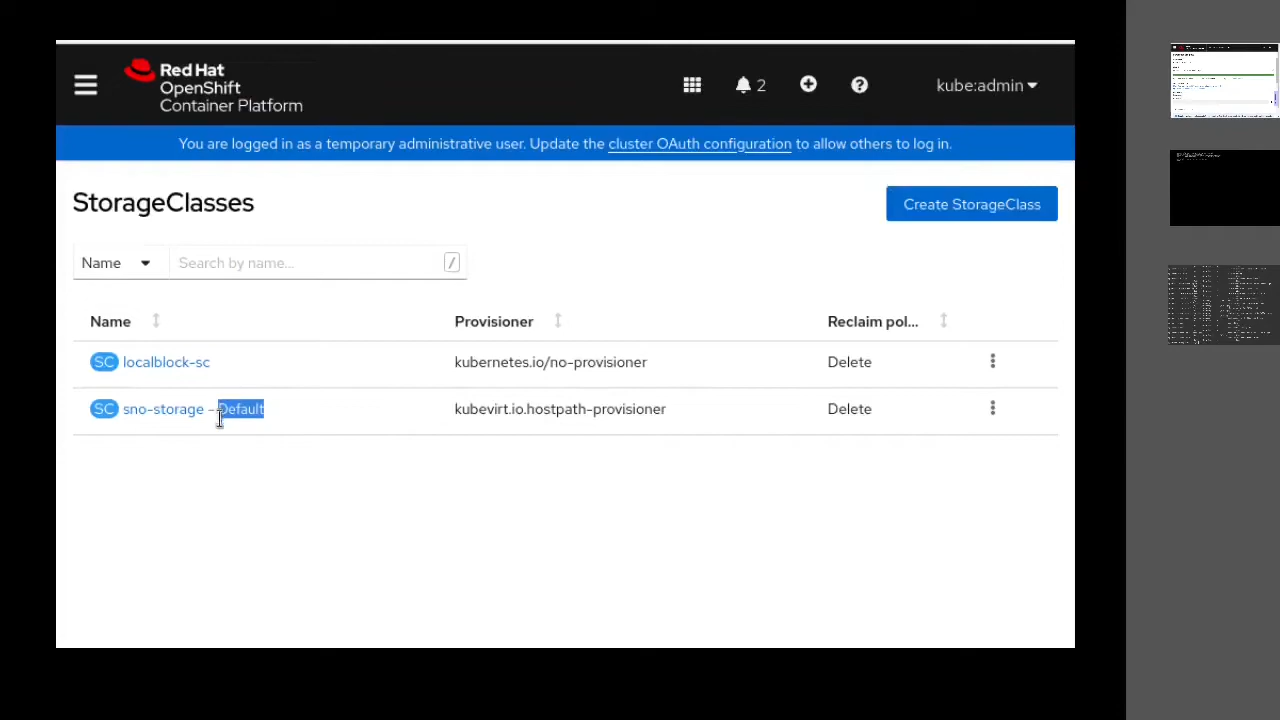 Red Hat
OpenShift
Container Platform
2
kube:admin
You are logged in as a temporary administrative user. Update the cluster OAuth configuration to allow others to log in.
StorageClasses
Create StorageClass
Name
Search by name...
/
Name
Provisioner
Reclaim pol...
SC localblock-sc
kubernetes.io/no-provisioner
Delete
SC sno-storage – Default
kubevirt.io.hostpath-provisioner
Delete